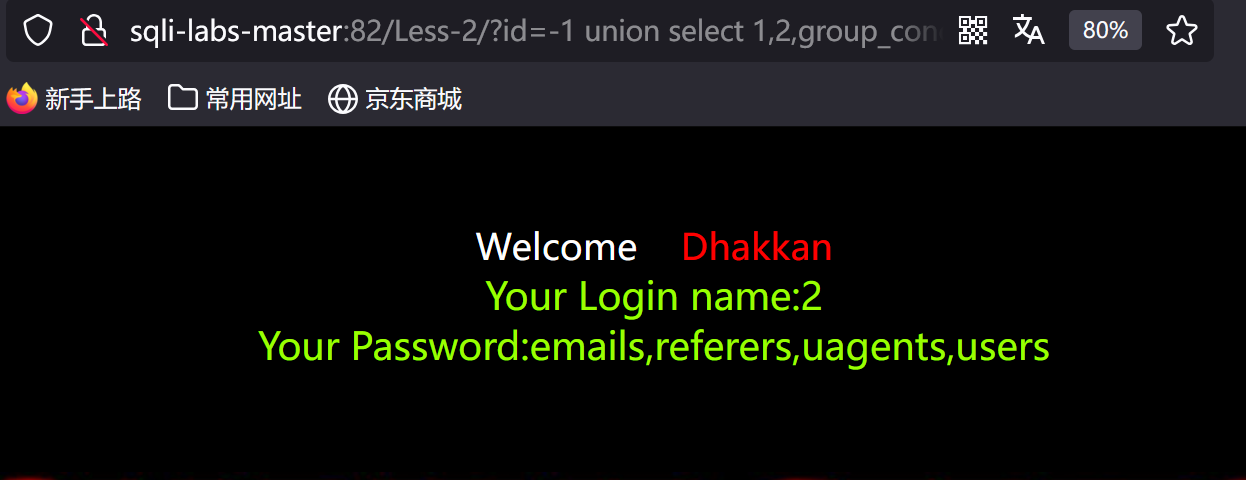 sqli-labs-master:82/Less-2/?id=-1 union select 1,2,group_con
80%
新手上路 常用网址 京东商城
Welcome Dhakkan
Your Login name:2
Your Password:emails,referers,uagents,users